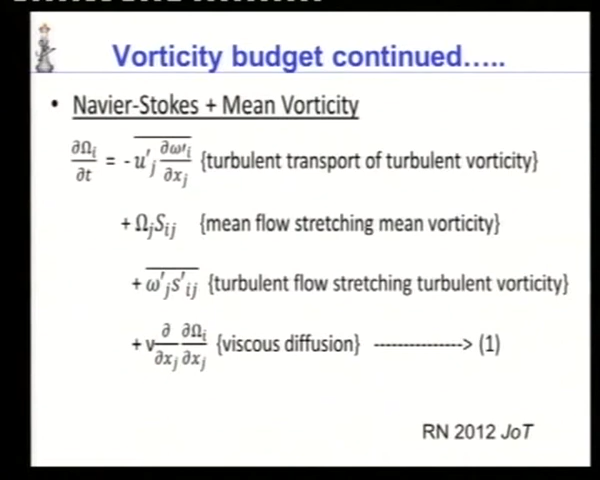 Vorticity budget continued.....
• Navier-Stokes + Mean Vorticity
∂Ωᵢ/∂t = - u'ⱼ ∂ω'ᵢ/∂xⱼ {turbulent transport of turbulent vorticity}
+ ΩⱼSᵢⱼ {mean flow stretching mean vorticity}
+ ω'ⱼs'ᵢⱼ {turbulent flow stretching turbulent vorticity}
+ ν ∂/∂xⱼ ∂Ωᵢ/∂xⱼ {viscous diffusion} ---------------> (1)
RN 2012 JoT